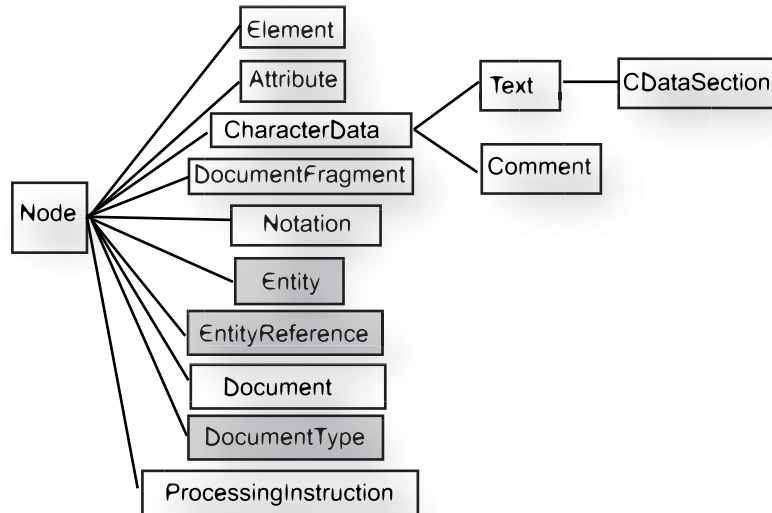 Element
Attribute
CharacterData
DocumentFragment
Node
Notation
Entity
EntityReference
Document
DocumentType
ProcessingInstruction
Text
CDataSection
Comment